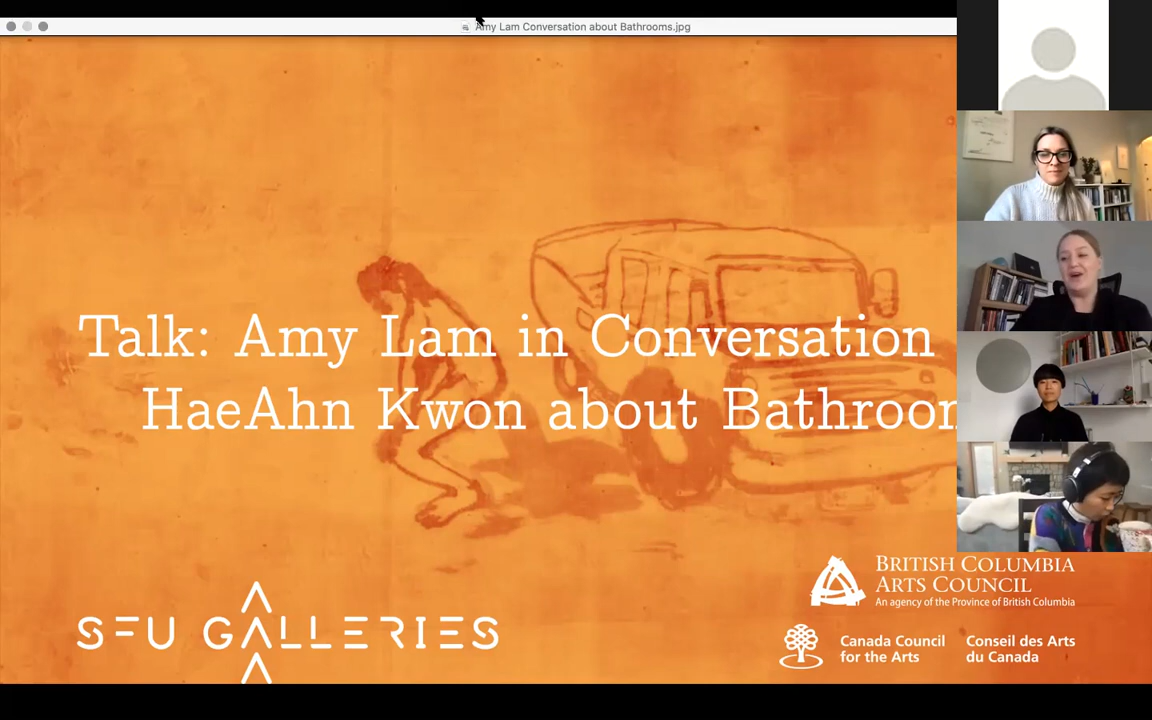 Amy Lam Conversation about Bathrooms.jpg
Talk: Amy Lam in Conversation
HaeAhn Kwon about Bathroom
BRITISH COLUMBIA
ARTS COUNCIL
An agency of the Province of British Columbia
SFU GALLERIES
Canada Council
for the Arts
Conseil des Arts
du Canada